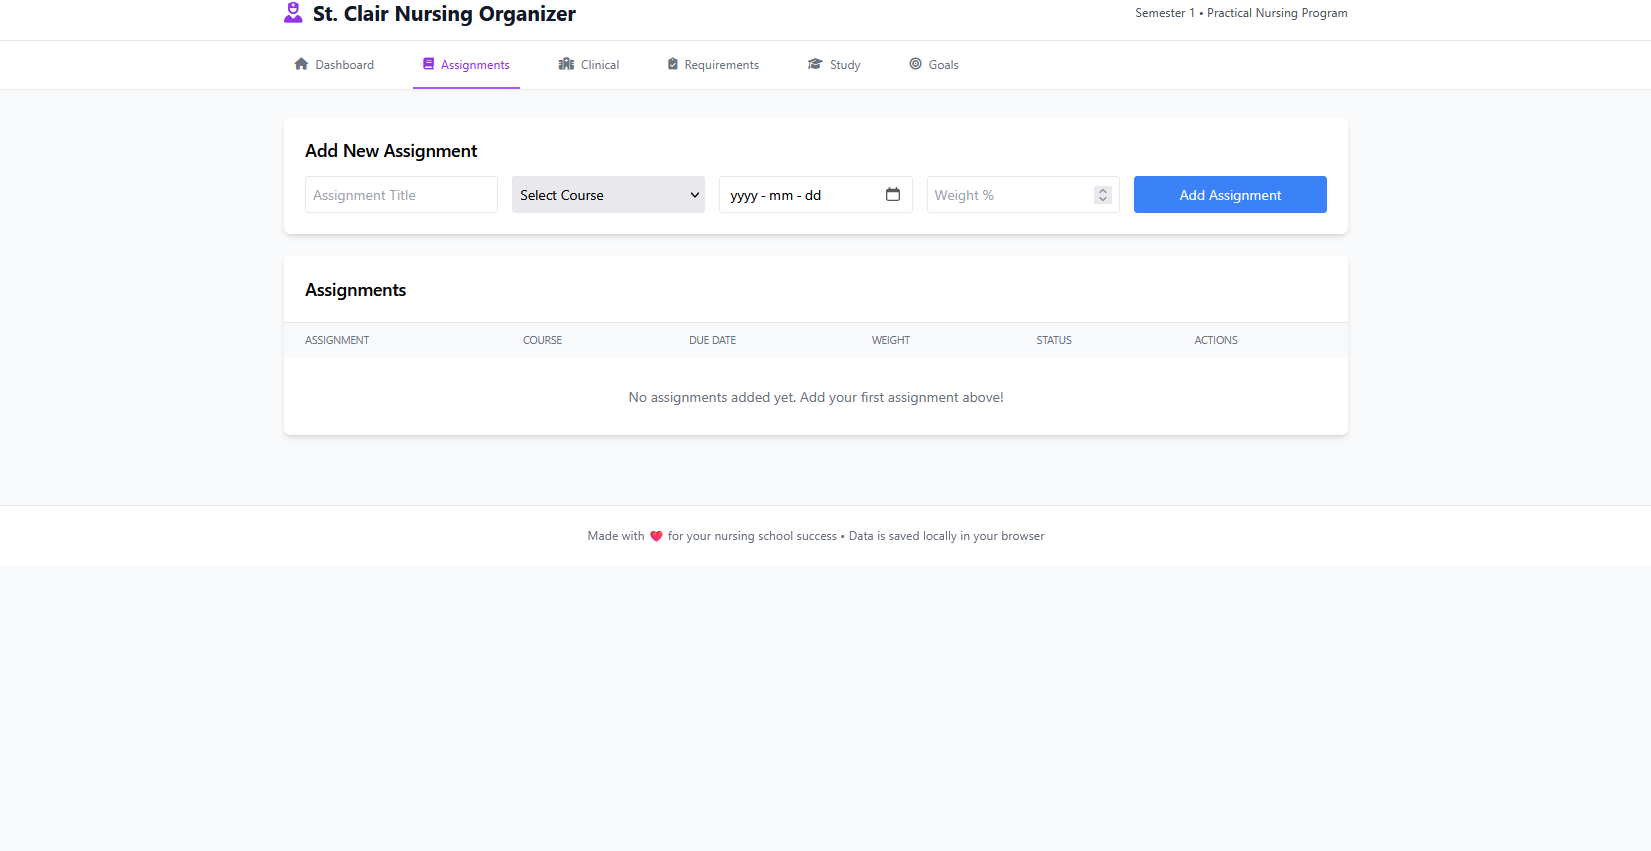 St. Clair Nursing Organizer
Semester 1 • Practical Nursing Program
Dashboard
Assignments
Clinical
Requirements
Study
Goals
Add New Assignment
Assignment Title
Select Course
yyyy - mm - dd
Weight %
Add Assignment
Assignments
ASSIGNMENT
COURSE
DUE DATE
WEIGHT
STATUS
ACTIONS
No assignments added yet. Add your first assignment above!
Made with ❤️ for your nursing school success • Data is saved locally in your browser